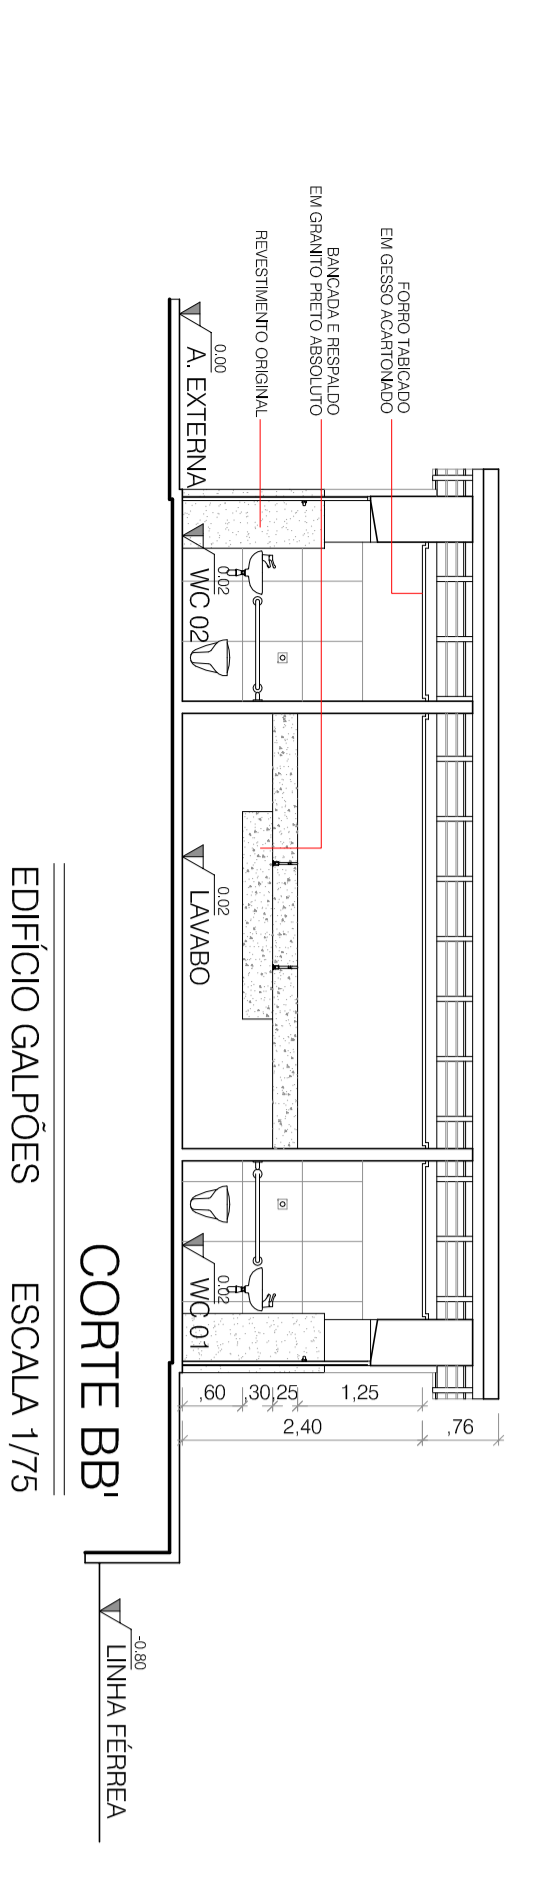 FORRO TABICADO
EM GESSO ACARTONADO
BANCADA E RESPALDO
EM GRANITO PRETO ABSOLUTO
REVESTIMENTO ORIGINAL
0.00
A. EXTERNA
0.02
WC 02
0.02
LAVABO
0.02
WC 01
,76
1,25
,25
,30
,60
2,40
-0.80
LINHA FÉRREA
CORTE BB'
EDIFÍCIO GALPÕES ESCALA 1/75